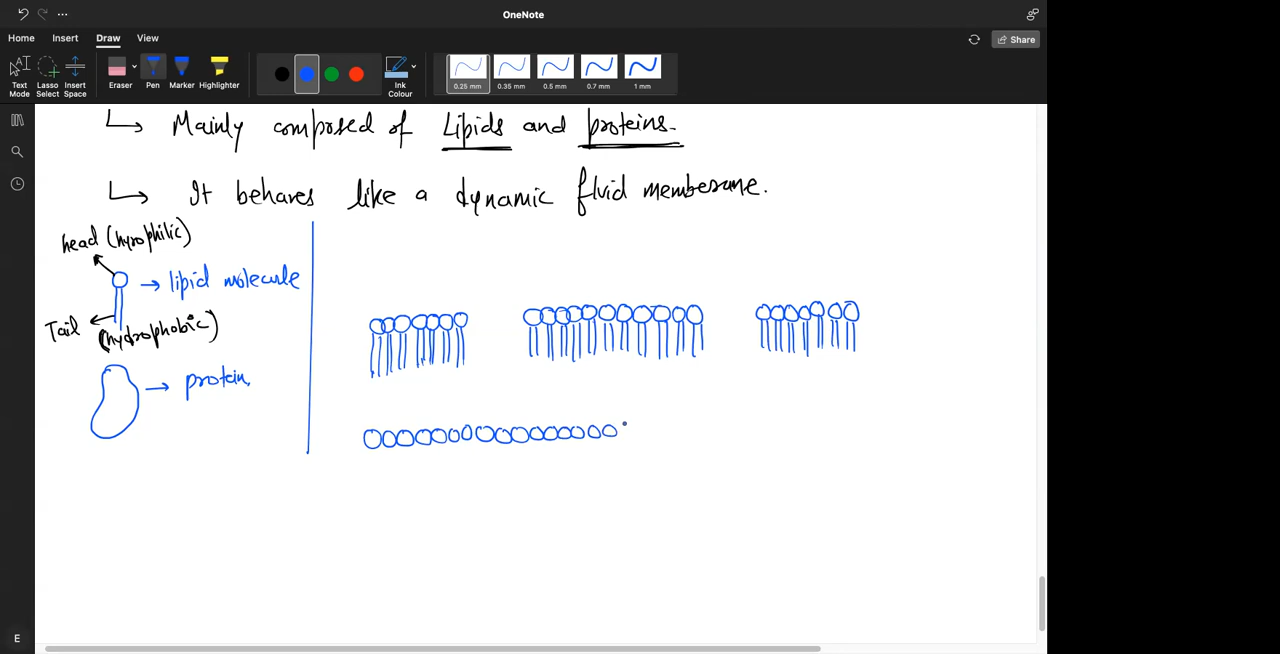 OneNote
Home Insert Draw View
Share
Text Mode
Lasso Select
Insert Space
Eraser
Pen
Marker
Highlighter
Ink Colour
0.25 mm
0.35 mm
0.5 mm
0.7 mm
1 mm
Mainly composed of Lipids and proteins.
It behaves like a dynamic fluid memberane.
head (hyrophilic)
lipid molecule
Tail (hydrophobic)
protein
E